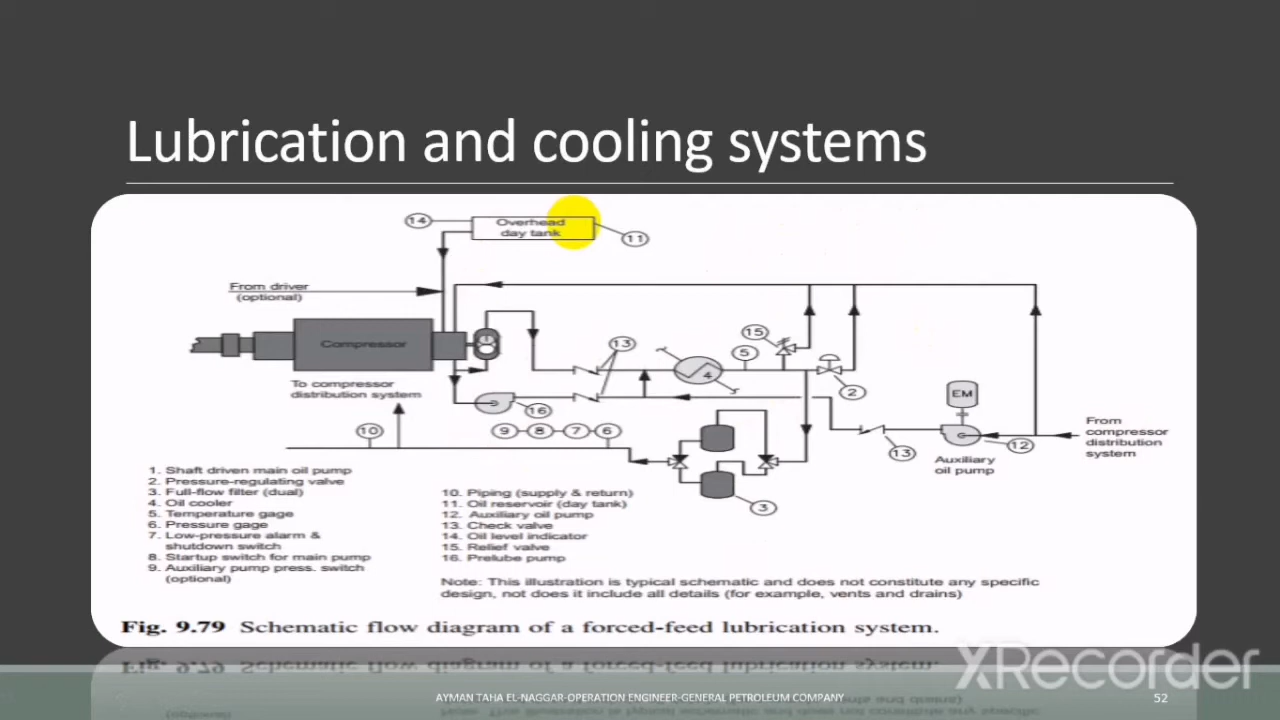 Lubrication and cooling systems
14
Overhead
day tank
11
From driver
(optional)
Compressor
1
13
15
5
4
2
EM
To compressor
distribution system
16
From
compressor
distribution
system
10
9 8 7 6
13
12
Auxiliary
oil pump
3
1. Shaft driven main oil pump
2. Pressure-regulating valve
3. Full-flow filter (dual)
4. Oil cooler
5. Temperature gage
6. Pressure gage
7. Low-pressure alarm &
shutdown switch
8. Startup switch for main pump
9. Auxiliary pump press. switch
(optional)
10. Piping (supply & return)
11. Oil reservoir (day tank)
12. Auxiliary oil pump
13. Check valve
14. Oil level indicator
15. Relief valve
16. Prelube pump
Note: This illustration is typical schematic and does not constitute any specific
design, not does it include all details (for example, vents and drains)
Fig. 9.79 Schematic flow diagram of a forced-feed lubrication system.
XRecorder
AYMAN TAHA EL-NAGGAR-OPERATION ENGINEER-GENERAL PETROLEUM COMPANY
52